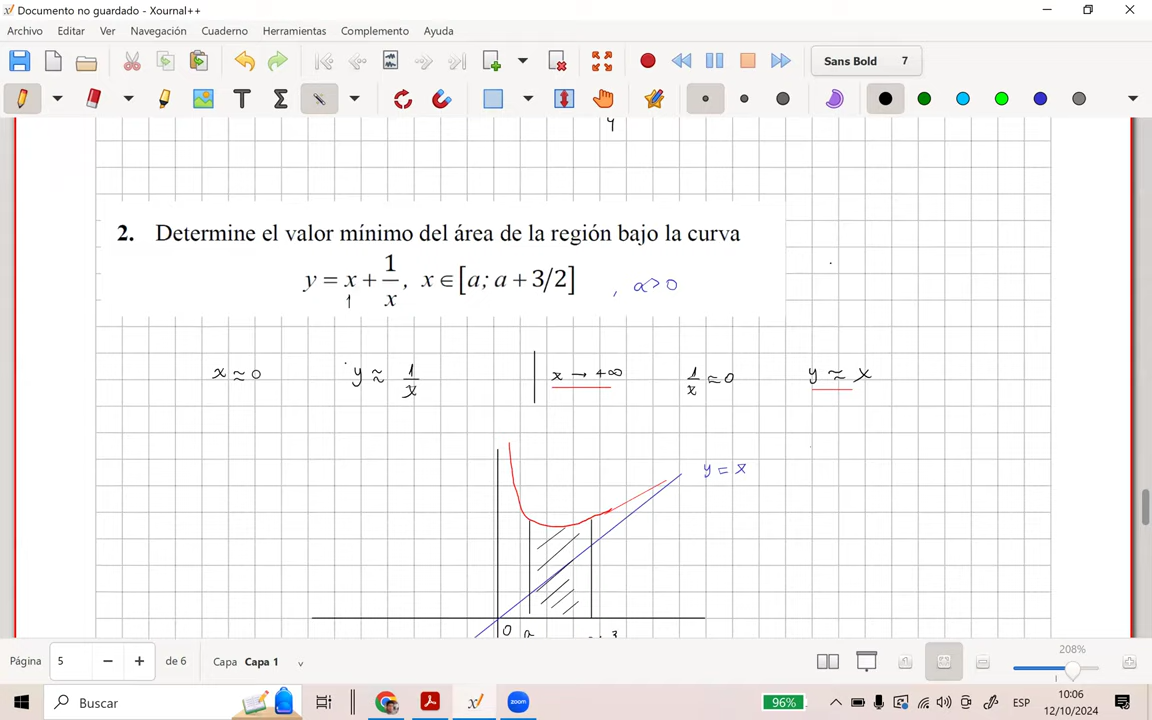 Documento no guardado - Xournal++
Archivo Editar Ver Navegación Cuaderno Herramientas Complemento Ayuda
Sans Bold 7
T Σ
4
2. Determine el valor mínimo del área de la región bajo la curva
y = x + 1/x, x ∈ [a; a + 3/2] , a > 0
1
x ≈ 0 y ≈ 1/x x → +∞ 1/x ≈ 0 y ≈ x
y = x
0 a 3
Página 5 de 6 Capa Capa 1 208%
Buscar 96% ESP 10:06
12/10/2024